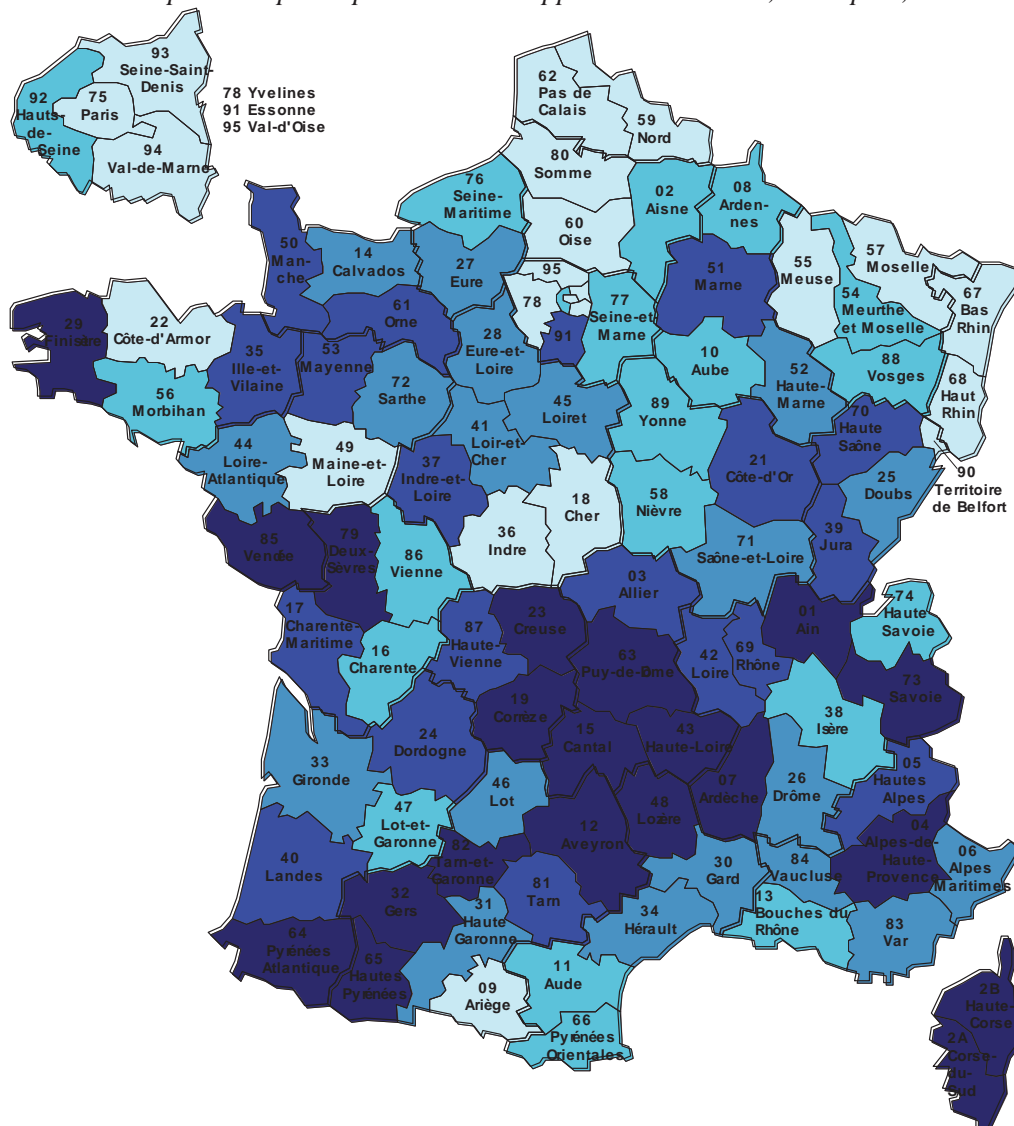 93
Seine-Saint-
Denis
92
Hauts-
de-
Seine
75
Paris
94
Val-de-Marne
78 Yvelines
91 Essonne
95 Val-d'Oise
62
Pas de
Calais
59
Nord
80
Somme
76
Seine-
Maritime
02
Aisne
08
Arden-
nes
60
Oise
50
Man-
che
14
Calvados
27
Eure
95
78
91
77
Seine-et
Marne
51
Marne
55
Meuse
57
Moselle
54
Meurthe
et Moselle
67
Bas
Rhin
88
Vosges
68
Haut
Rhin
29
Finistère
22
Côte-d'Armor
56
Morbihan
35
Ille-et-
Vilaine
53
Mayenne
61
Orne
72
Sarthe
28
Eure-et-
Loire
45
Loiret
10
Aube
52
Haute-
Marne
70
Haute
Saône
90
Territoire
de Belfort
44
Loire-
Atlantique
49
Maine-et-
Loire
37
Indre-et-
Loire
41
Loir-et-
Cher
89
Yonne
21
Côte-d'Or
25
Doubs
85
Vendée
79
Deux-
Sèvres
86
Vienne
36
Indre
18
Cher
58
Nièvre
71
Saône-et-Loire
39
Jura
17
Charente-
Maritime
16
Charente
87
Haute-
Vienne
23
Creuse
03
Allier
63
Puy-de-Dme
42
Loire
69
Rhône
01
Ain
74
Haute
Savoie
73
Savoie
38
Isère
33
Gironde
24
Dordogne
19
Corrèze
15
Cantal
43
Haute-Loire
07
Ardèche
26
Drôme
05
Hautes
Alpes
47
Lot-et-
Garonne
46
Lot
12
Aveyron
48
Lozère
40
Landes
82
Tarn-et-
Garonne
32
Gers
31
Haute
Garonne
81
Tarn
30
Gard
34
Hérault
84
Vaucluse
04
Alpes-de-
Haute-
Provence
06
Alpes
Maritimes
13
Bouches du
Rhône
83
Var
64
Pyrénées
Atlantique
65
Hautes
Pyrénées
09
Ariège
11
Aude
66
Pyrénées
Orientales
2B
Haute-
Corse
2A
Corse-
du-
Sud